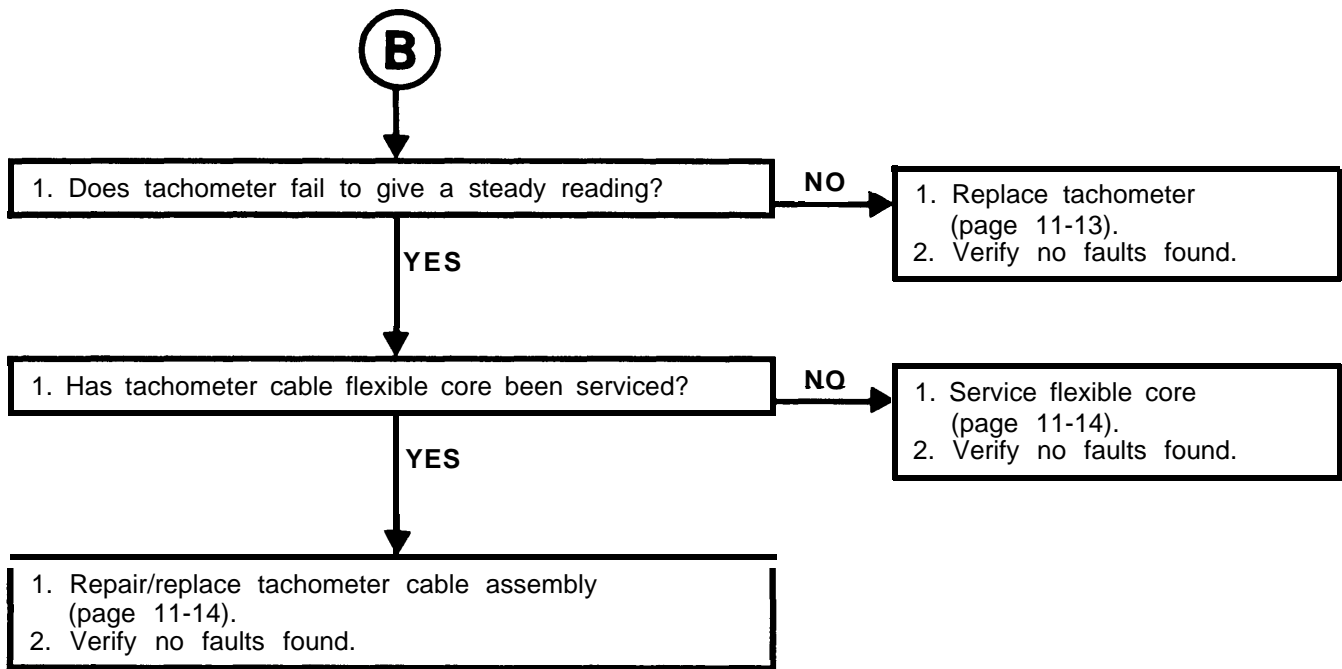 B
1. Does tachometer fail to give a steady reading?
NO
1. Replace tachometer
(page 11-13).
2. Verify no faults found.
YES
1. Has tachometer cable flexible core been serviced?
NO
1. Service flexible core
(page 11-14).
2. Verify no faults found.
YES
1. Repair/replace tachometer cable assembly
(page 11-14).
2. Verify no faults found.